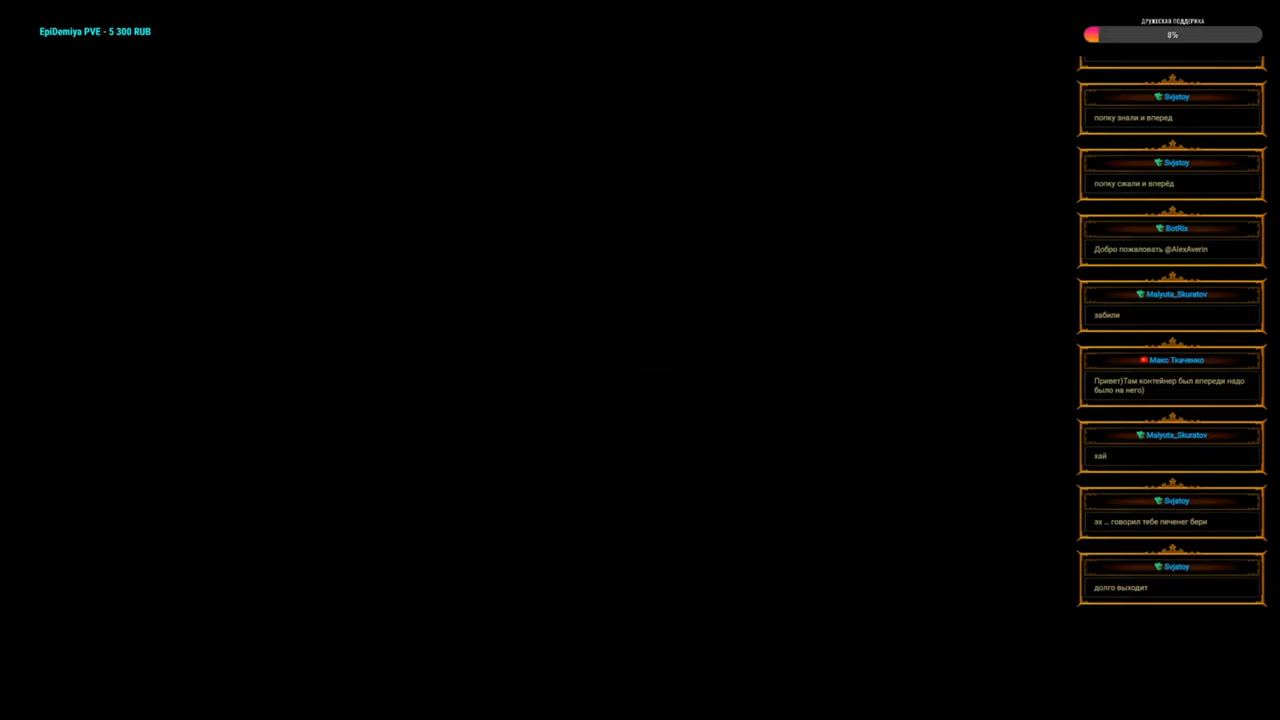 EpiDemiya PVE - 5 300 RUB
ДРУЖЕСКАЯ ПОДДЕРЖКА
8%
Svjatoy
попку знали и вперед
Svjatoy
попку сжали и вперёд
BotRix
Добро пожаловать @AlexAverin
Malyuta_Skuratov
забили
Макс Ткаченко
Привет)Там контейнер был впереди надо
было на него)
Malyuta_Skuratov
хай
Svjatoy
эх ... говорил тебе печенег бери
Svjatoy
долго выходит